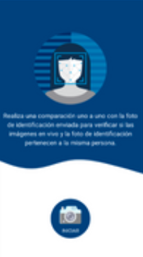 Realiza una comparación uno a uno con la foto
de identificación enviada para verificar si las
imágenes en vivo y la foto de identificación
pertenecen a la misma persona.
INICIAR